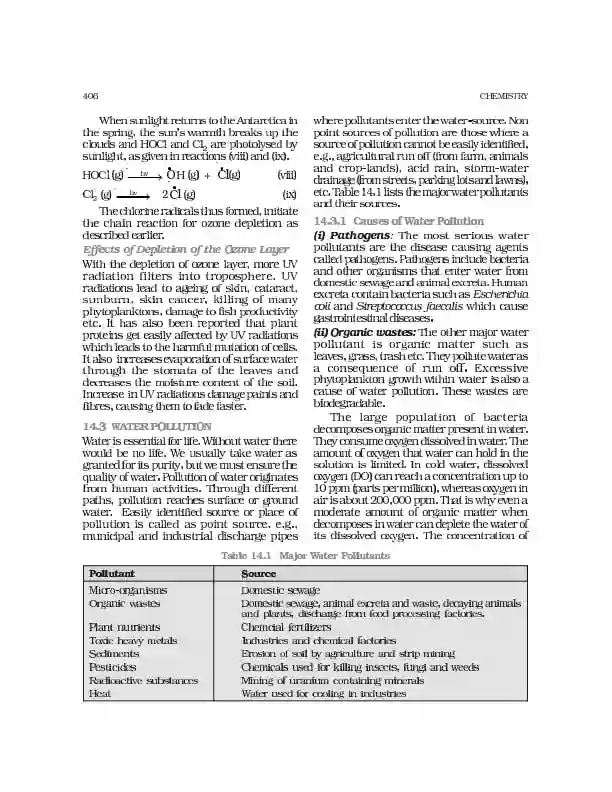 406
CHEMISTRY
When sunlight returns to the Antarctica in
the spring, the sun's warmth breaks up the
clouds and HOCl and Cl₂ are photolysed by
sunlight, as given in reactions (viii) and (ix).
HOCl (g) —hν→ ȮH (g) + Ċl(g) (viii)
Cl₂ (g) —hν→ 2 Ċl (g) (ix)
The chlorine radicals thus formed, initiate
the chain reaction for ozone depletion as
described earlier.
Effects of Depletion of the Ozone Layer
With the depletion of ozone layer, more UV
radiation filters into troposphere. UV
radiations lead to ageing of skin, cataract,
sunburn, skin cancer, killing of many
phytoplanktons, damage to fish productivity
etc. It has also been reported that plant
proteins get easily affected by UV radiations
which leads to the harmful mutation of cells.
It also increases evaporation of surface water
through the stomata of the leaves and
decreases the moisture content of the soil.
Increase in UV radiations damage paints and
fibres, causing them to fade faster.
14.3 WATER POLLUTION
Water is essential for life. Without water there
would be no life. We usually take water as
granted for its purity, but we must ensure the
quality of water. Pollution of water originates
from human activities. Through different
paths, pollution reaches surface or ground
water. Easily identified source or place of
pollution is called as point source. e.g.,
municipal and industrial discharge pipes
where pollutants enter the water-source. Non
point sources of pollution are those where a
source of pollution cannot be easily identified,
e.g., agricultural run off (from farm, animals
and crop-lands), acid rain, storm-water
drainage (from streets, parking lots and lawns),
etc. Table 14.1 lists the major water pollutants
and their sources.
14.3.1 Causes of Water Pollution
(i) Pathogens: The most serious water
pollutants are the disease causing agents
called pathogens. Pathogens include bacteria
and other organisms that enter water from
domestic sewage and animal excreta. Human
excreta contain bacteria such as Escherichia
coli and Streptococcus faecalis which cause
gastrointestinal diseases.
(ii) Organic wastes: The other major water
pollutant is organic matter such as
leaves, grass, trash etc. They pollute water as
a consequence of run off. Excessive
phytoplankton growth within water is also a
cause of water pollution. These wastes are
biodegradable.
The large population of bacteria
decomposes organic matter present in water.
They consume oxygen dissolved in water. The
amount of oxygen that water can hold in the
solution is limited. In cold water, dissolved
oxygen (DO) can reach a concentration up to
10 ppm (parts per million), whereas oxygen in
air is about 200,000 ppm. That is why even a
moderate amount of organic matter when
decomposes in water can deplete the water of
its dissolved oxygen. The concentration of
Table 14.1 Major Water Pollutants
Pollutant Source
Micro-organisms Domestic sewage
Organic wastes Domestic sewage, animal excreta and waste, decaying animals
and plants, discharge from food processing factories.
Plant nutrients Chemcial fertilizers
Toxic heavy metals Industries and chemical factories
Sediments Erosion of soil by agriculture and strip mining
Pesticides Chemicals used for killing insects, fungi and weeds
Radioactive substances Mining of uranium containing minerals
Heat Water used for cooling in industries